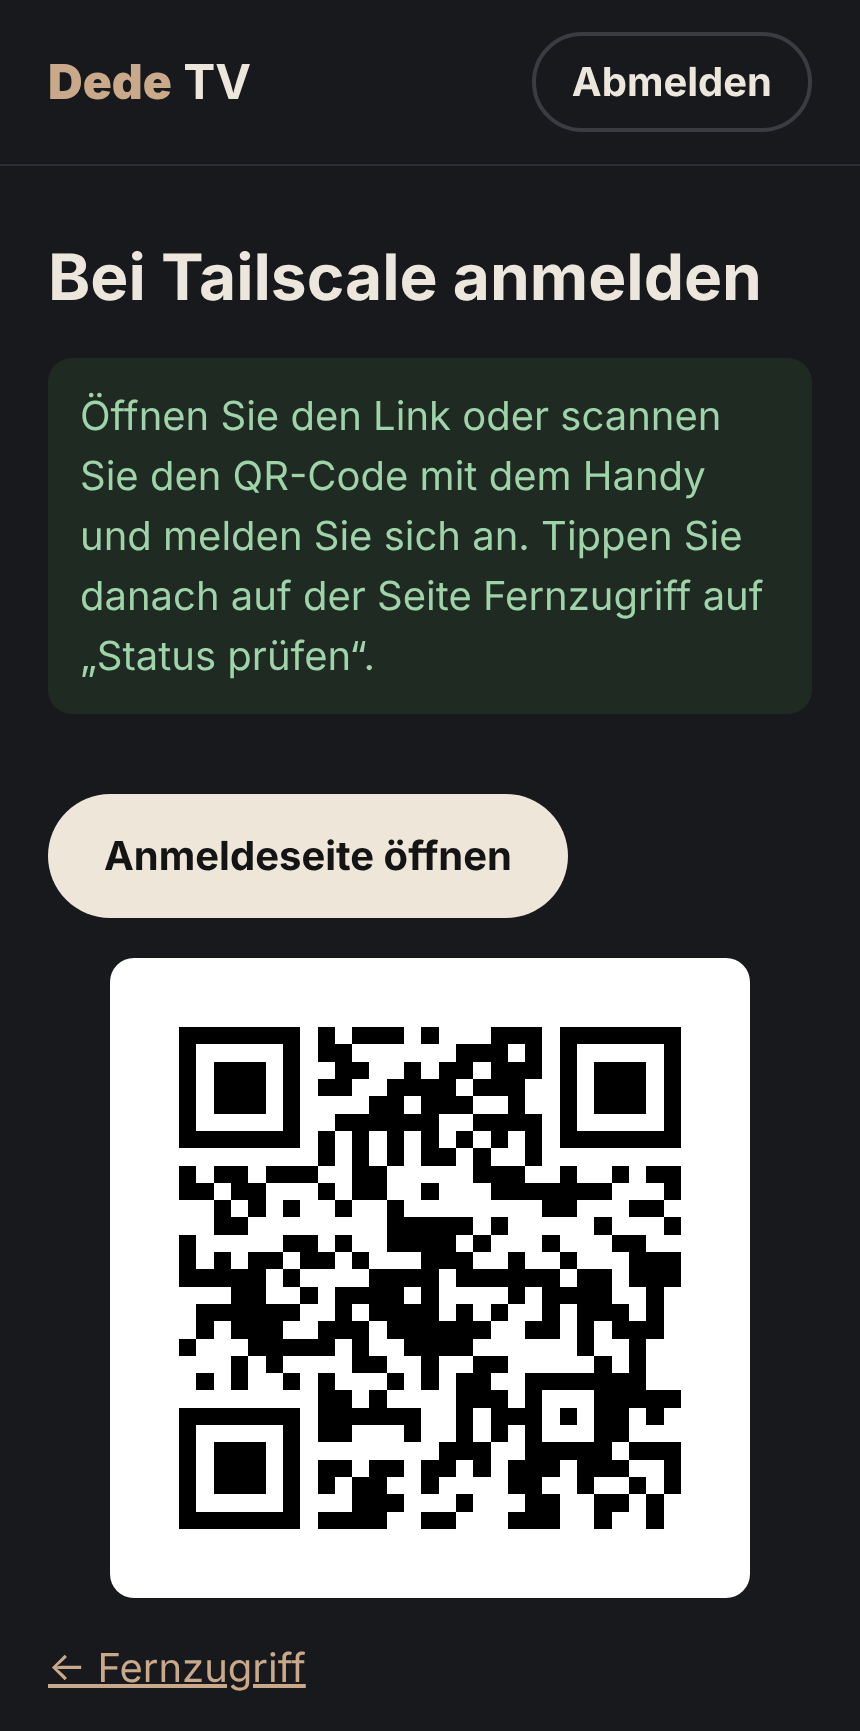 Dede TV
Abmelden
Bei Tailscale anmelden
Öffnen Sie den Link oder scannen
Sie den QR-Code mit dem Handy
und melden Sie sich an. Tippen Sie
danach auf der Seite Fernzugriff auf
„Status prüfen“.
Anmeldeseite öffnen
← Fernzugriff